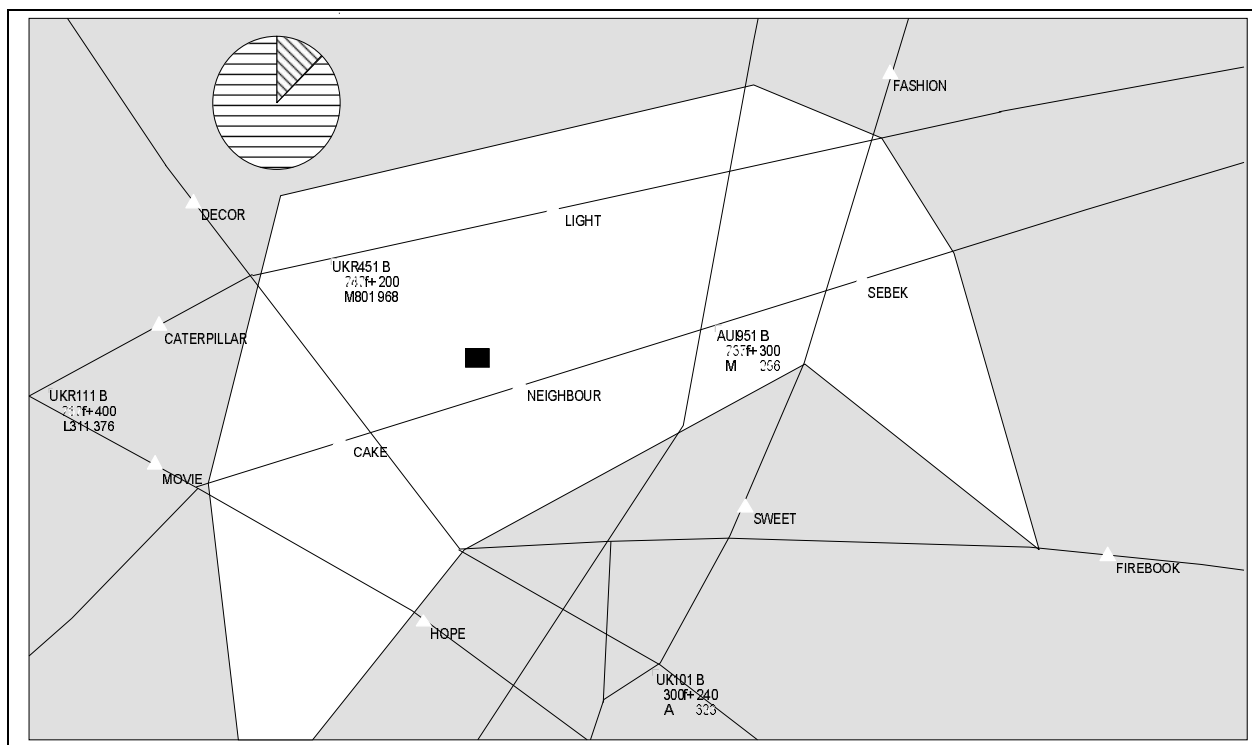 FASHION
DECOR
LIGHT
UKR451 B
M801 968
SEBEK
CATERPILLAR
AUI951 B
M
NEIGHBOUR
UKR111 B
L311 376
CAKE
MOVIE
SWEET
FIREBOOK
HOPE
UK101 B
300f+240
A